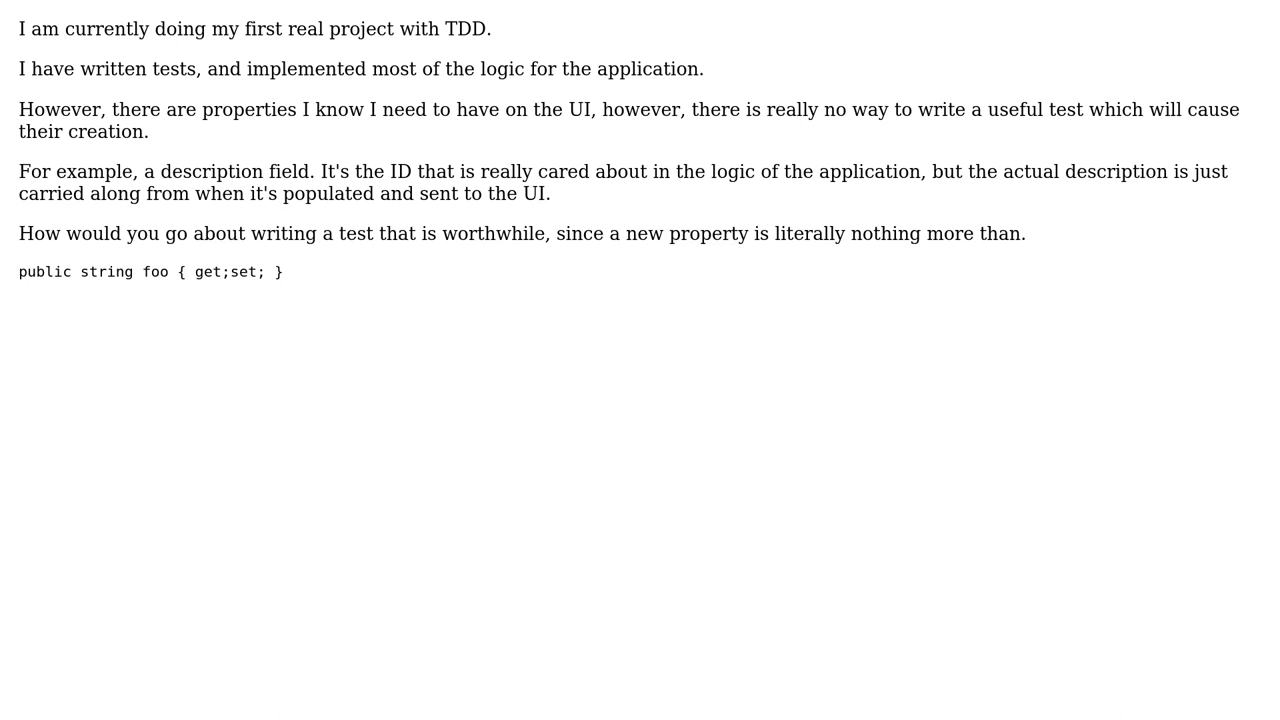 I am currently doing my first real project with TDD.
I have written tests, and implemented most of the logic for the application.
However, there are properties I know I need to have on the UI, however, there is really no way to write a useful test which will cause
their creation.
For example, a description field. It's the ID that is really cared about in the logic of the application, but the actual description is just
carried along from when it's populated and sent to the UI.
How would you go about writing a test that is worthwhile, since a new property is literally nothing more than.
public string foo { get;set; }